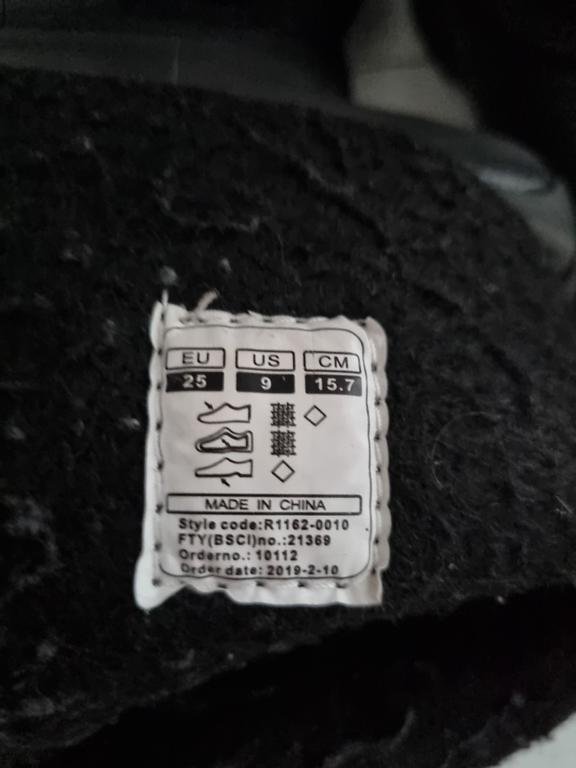 EU US CM
25 9 15.7
MADE IN CHINA
Style code:R1162-0010
FTY(BSCI)no.:21369
Orderno.: 10112
Order date: 2019-2-10